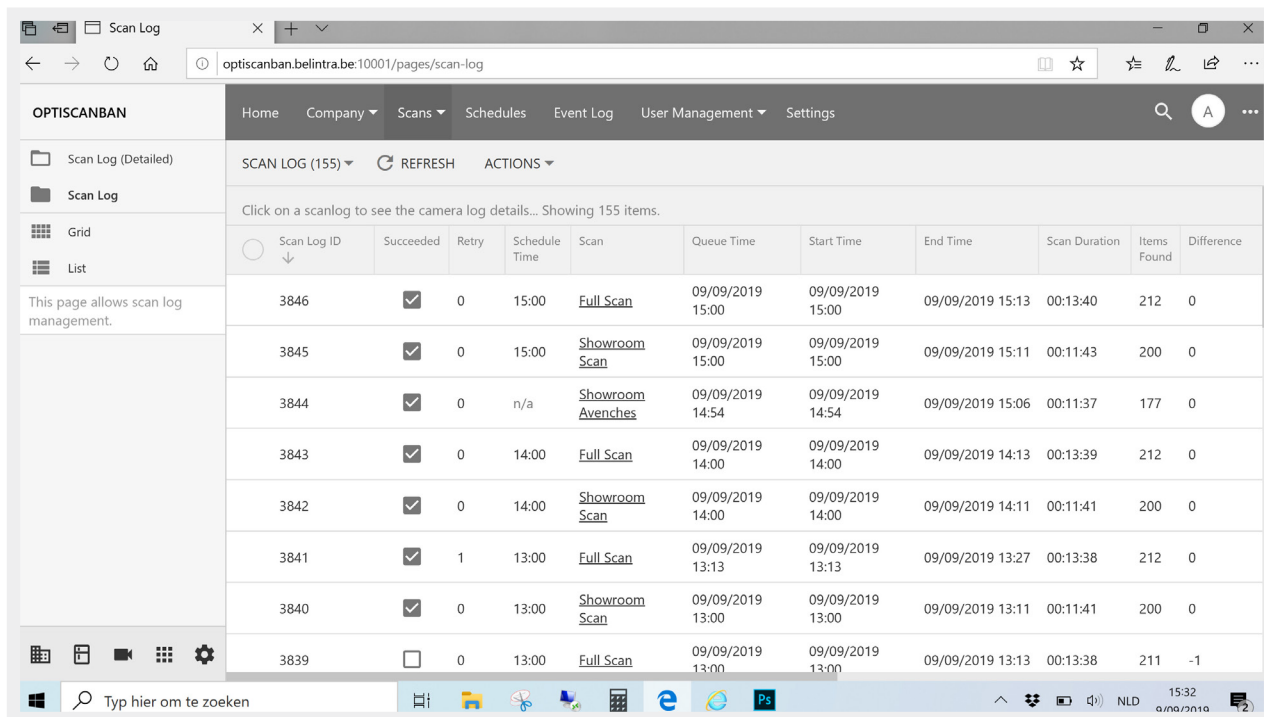 Scan Log
optiscanban.belintra.be:10001/pages/scan-log
OPTISCANBAN
Home Company Scans Schedules Event Log User Management Settings A
Scan Log (Detailed)
Scan Log
Grid
List
This page allows scan log
management.
SCAN LOG (155) REFRESH ACTIONS
Click on a scanlog to see the camera log details... Showing 155 items.
Scan Log ID Succeeded Retry Schedule Time Scan Queue Time Start Time End Time Scan Duration Items Found Difference
3846 0 15:00 Full Scan 09/09/2019 15:00 09/09/2019 15:00 09/09/2019 15:13 00:13:40 212 0
3845 0 15:00 Showroom Scan 09/09/2019 15:00 09/09/2019 15:00 09/09/2019 15:11 00:11:43 200 0
3844 0 n/a Showroom Avenches 09/09/2019 14:54 09/09/2019 14:54 09/09/2019 15:06 00:11:37 177 0
3843 0 14:00 Full Scan 09/09/2019 14:00 09/09/2019 14:00 09/09/2019 14:13 00:13:39 212 0
3842 0 14:00 Showroom Scan 09/09/2019 14:00 09/09/2019 14:00 09/09/2019 14:11 00:11:41 200 0
3841 1 13:00 Full Scan 09/09/2019 13:13 09/09/2019 13:13 09/09/2019 13:27 00:13:38 212 0
3840 0 13:00 Showroom Scan 09/09/2019 13:00 09/09/2019 13:00 09/09/2019 13:11 00:11:41 200 0
3839 0 13:00 Full Scan 09/09/2019 13:00 09/09/2019 13:00 09/09/2019 13:13 00:13:38 211 -1
Typ hier om te zoeken Ps NLD 15:32
9/09/2019 2